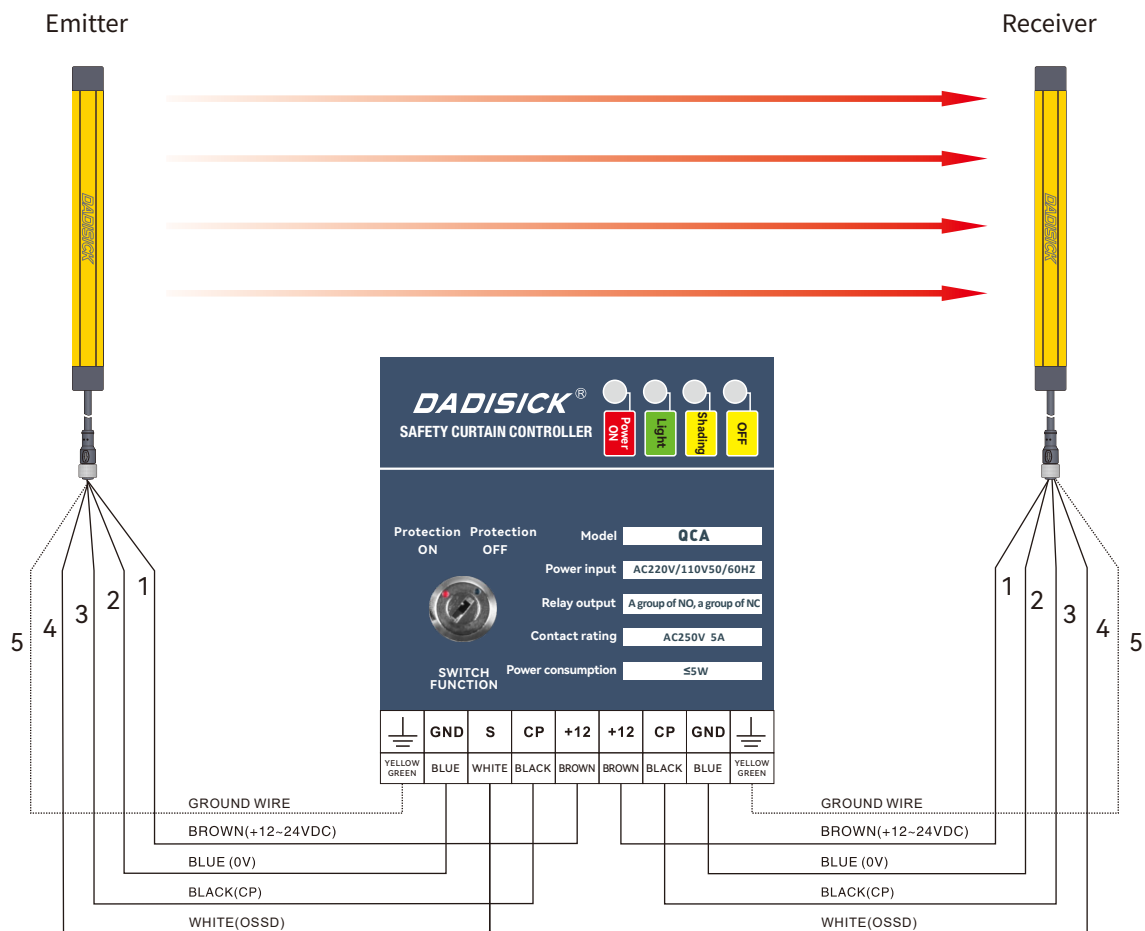 Emitter
Receiver
DADISICK
DADISICK
DADISICK®
SAFETY CURTAIN CONTROLLER
Power ON
Light
Shading
OFF
Protection ON
Protection OFF
SWITCH FUNCTION
Model QCA
Power input AC220V/110V50/60HZ
Relay output A group of NO, a group of NC
Contact rating AC250V 5A
Power consumption ≤5W
GND S CP +12 +12 CP GND
YELLOW GREEN BLUE WHITE BLACK BROWN BROWN BLACK BLUE YELLOW GREEN
5 4 3 2 1
1 2 3 4 5
GROUND WIRE
BROWN(+12~24VDC)
BLUE (0V)
BLACK(CP)
WHITE(OSSD)
GROUND WIRE
BROWN(+12~24VDC)
BLUE (0V)
BLACK(CP)
WHITE(OSSD)